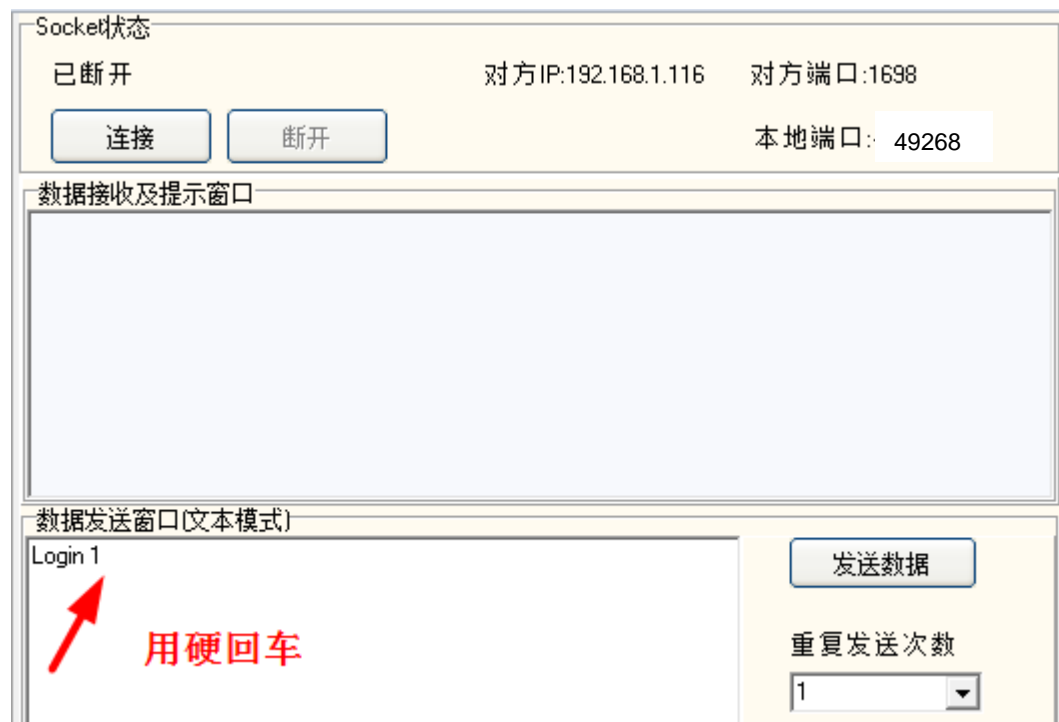 Socket状态
已断开 对方IP:192.168.1.116 对方端口:1698
连接 断开 本地端口: 49268
数据接收及提示窗口
数据发送窗口(文本模式)
Login 1
发送数据
用硬回车
重复发送次数
1